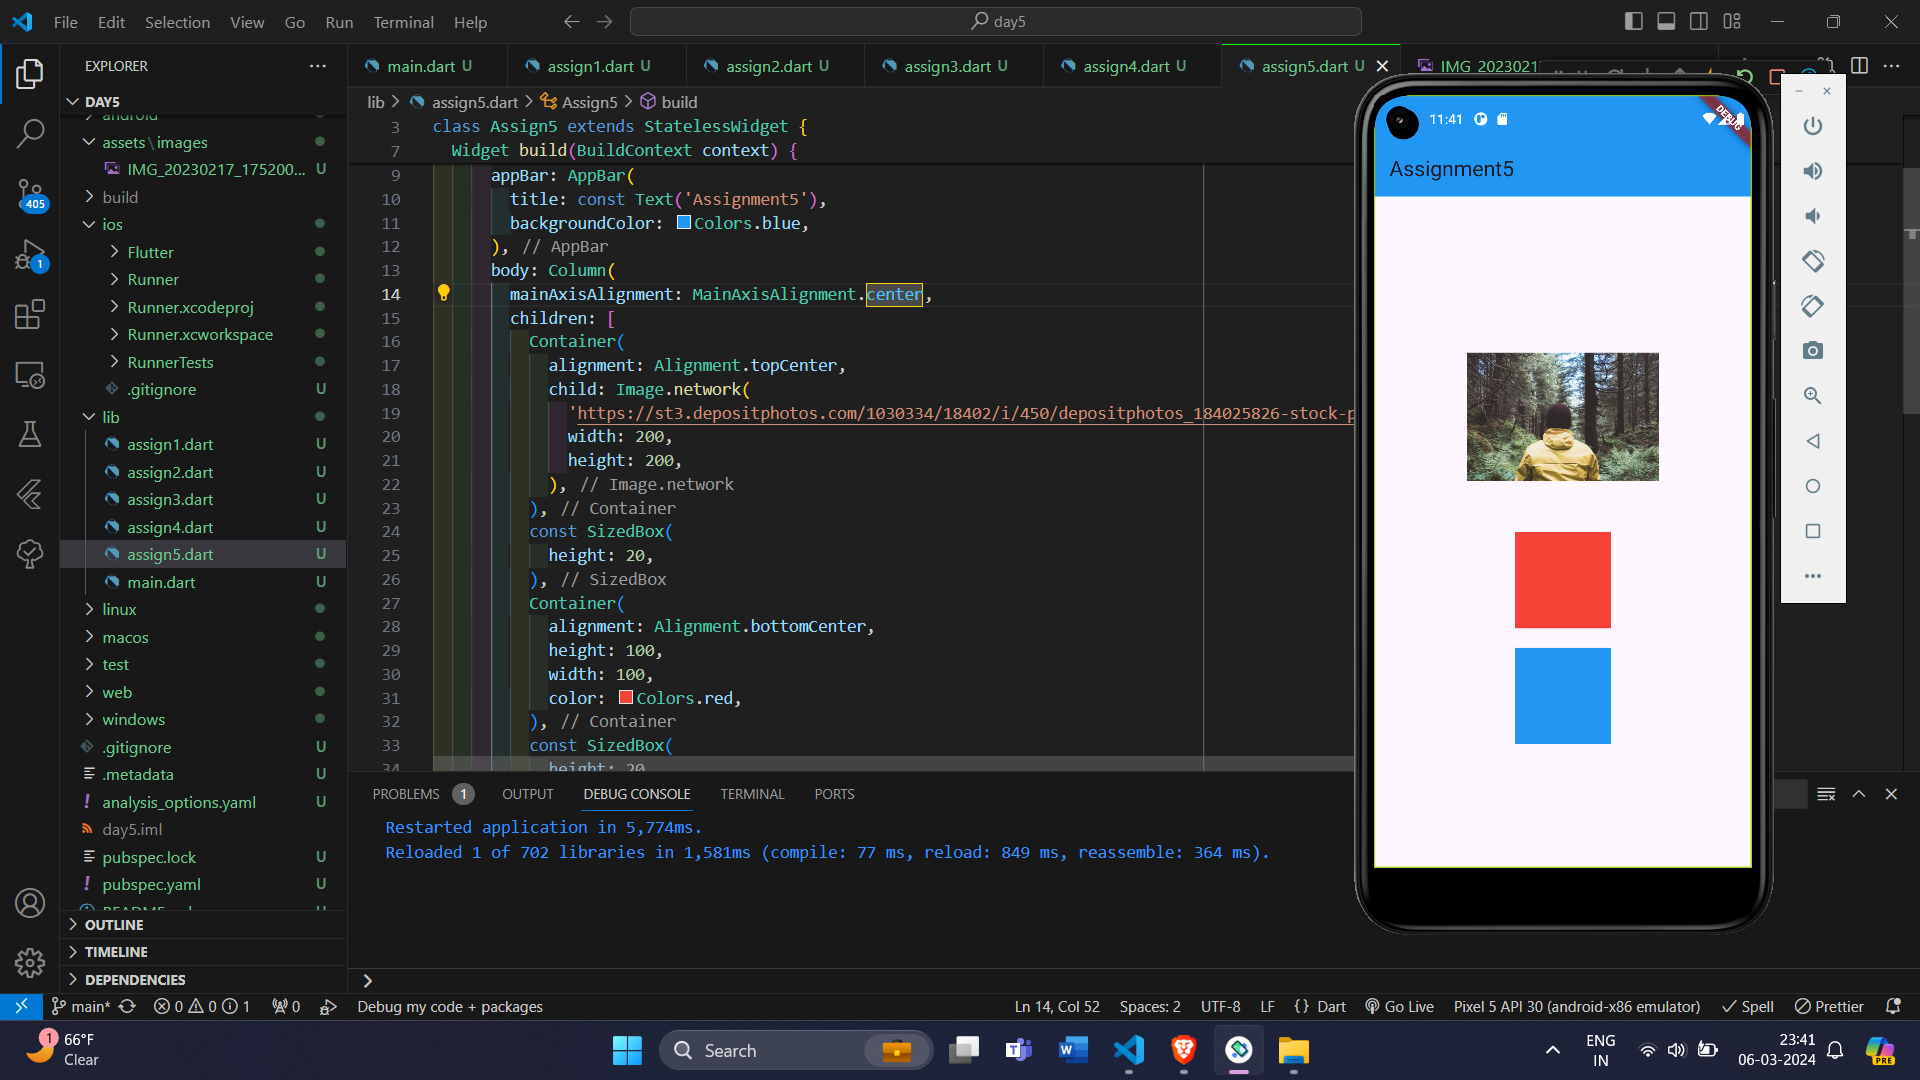 File Edit Selection View Go Run Terminal Help
day5
EXPLORER
DAY5
android
assets\images
IMG_20230217_175200... U
build
ios
Flutter
Runner
Runner.xcodeproj
Runner.xcworkspace
RunnerTests
.gitignore U
lib
assign1.dart U
assign2.dart U
assign3.dart U
assign4.dart U
assign5.dart U
main.dart U
linux
macos
test
web
windows
.gitignore U
.metadata U
analysis_options.yaml U
day5.iml
pubspec.lock U
pubspec.yaml U
OUTLINE
TIMELINE
DEPENDENCIES
405
1
main.dart U assign1.dart U assign2.dart U assign3.dart U assign4.dart U assign5.dart U IMG_2023021
lib > assign5.dart > Assign5 > build
3 class Assign5 extends StatelessWidget {
7 Widget build(BuildContext context) {
9 appBar: AppBar(
10 title: const Text('Assignment5'),
11 backgroundColor: Colors.blue,
12 ), // AppBar
13 body: Column(
14 mainAxisAlignment: MainAxisAlignment.center,
15 children: [
16 Container(
17 alignment: Alignment.topCenter,
18 child: Image.network(
19 'https://st3.depositphotos.com/1030334/18402/i/450/depositphotos_184025826-stock-p
20 width: 200,
21 height: 200,
22 ), // Image.network
23 ), // Container
24 const SizedBox(
25 height: 20,
26 ), // SizedBox
27 Container(
28 alignment: Alignment.bottomCenter,
29 height: 100,
30 width: 100,
31 color: Colors.red,
32 ), // Container
33 const SizedBox(
34 height: 20
11:41
DEBUG
Assignment5
PROBLEMS 1 OUTPUT DEBUG CONSOLE TERMINAL PORTS
Restarted application in 5,774ms.
Reloaded 1 of 702 libraries in 1,581ms (compile: 77 ms, reload: 849 ms, reassemble: 364 ms).
main* 0 0 1 0 Debug my code + packages Ln 14, Col 52 Spaces: 2 UTF-8 LF {} Dart Go Live Pixel 5 API 30 (android-x86 emulator) Spell Prettier
1
66°F
Clear
Search
ENG
IN
23:41
06-03-2024
PRE